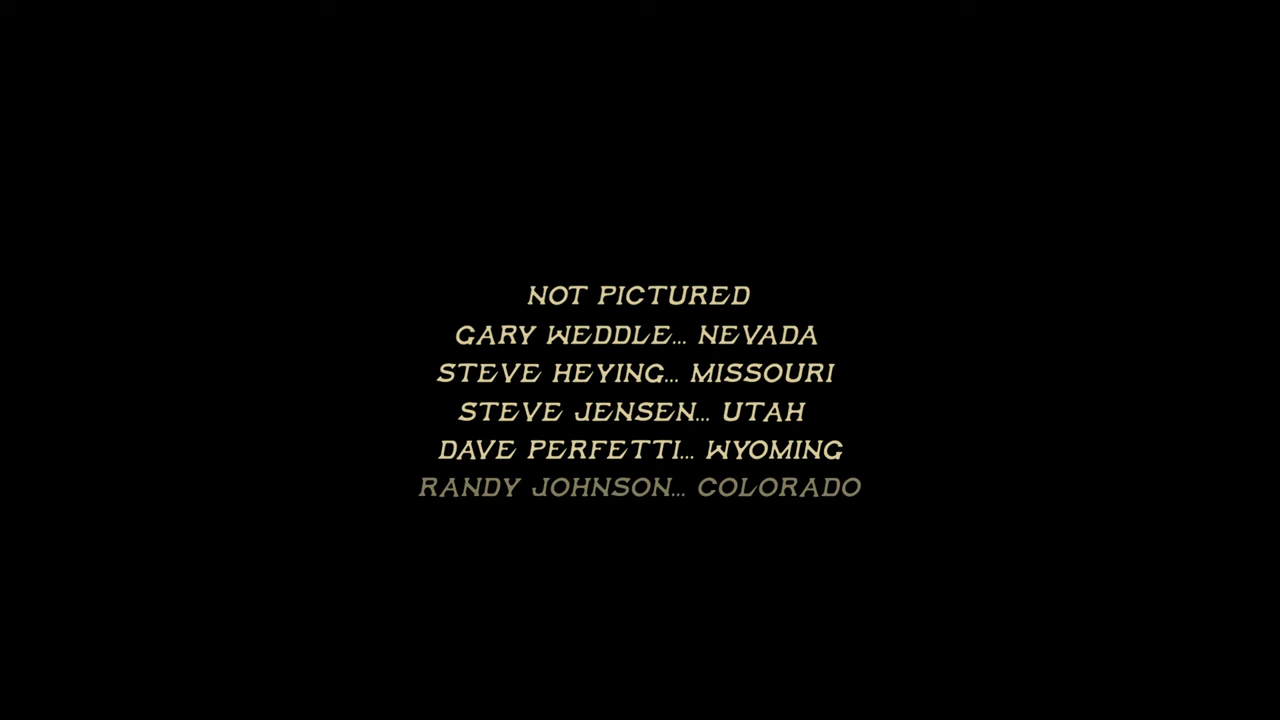 NOT PICTURED
GARY WEDDLE... NEVADA
STEVE HEYING... MISSOURI
STEVE JENSEN... UTAH
DAVE PERFETTI... WYOMING
RANDY JOHNSON... COLORADO